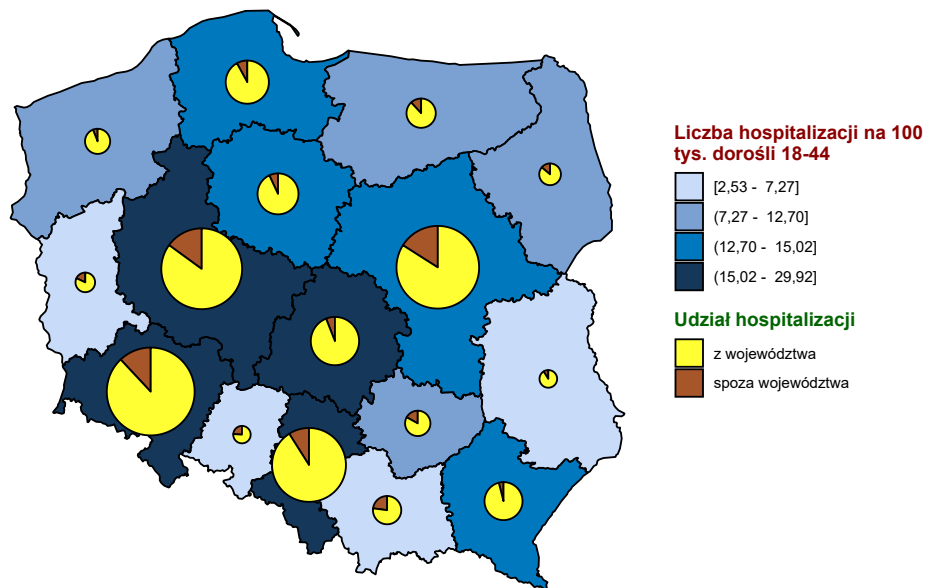 Liczba hospitalizacji na 100
tys. dorośli 18-44
[2,53 - 7,27]
(7,27 - 12,70]
(12,70 - 15,02]
(15,02 - 29,92]
Udział hospitalizacji
z województwa
spoza województwa